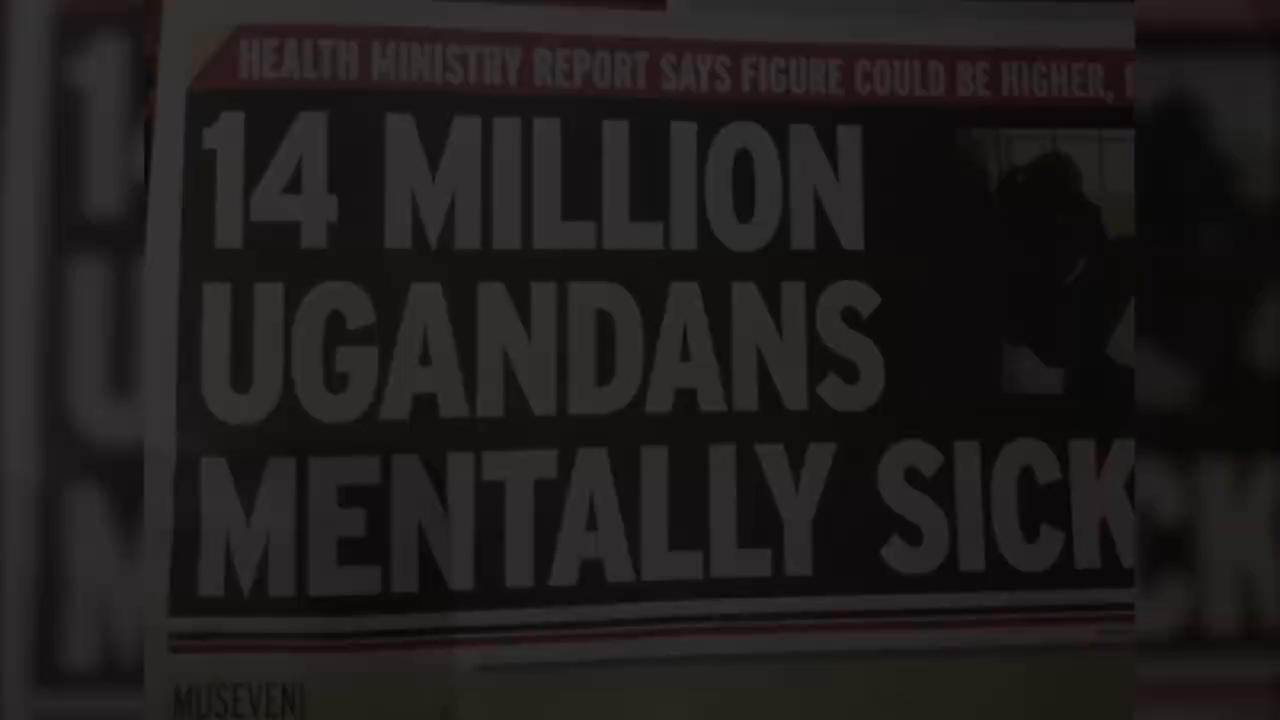 HEALTH MINISTRY REPORT SAYS FIGURE COULD BE HIGHER,
14 MILLION
UGANDANS
MENTALLY SICK
MUSEVENI